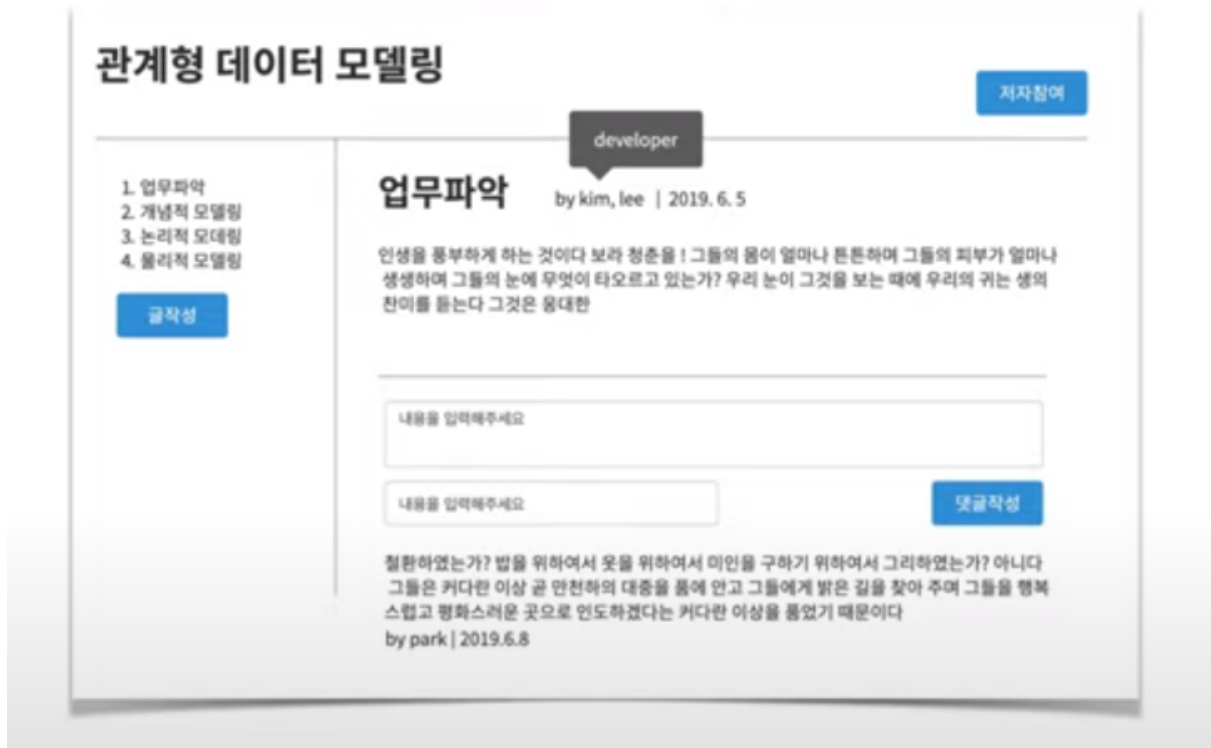 관계형 데이터 모델링
저자참여
developer
1. 업무파악
2. 개념적 모델링
3. 논리적 모데링
4. 물리적 모델링
글작성
업무파악 by kim, lee | 2019. 6. 5
인생을 풍부하게 하는 것이다 보라 청춘을 ! 그들의 몸이 얼마나 튼튼하며 그들의 피부가 얼마나
생생하며 그들의 눈에 무엇이 타오르고 있는가? 우리 눈이 그것을 보는 때에 우리의 귀는 생의
찬미를 듣는다 그것은 웅대한
내용을 입력해주세요
내용을 입력해주세요
댓글작성
철환하였는가? 밥을 위하여서 옷을 위하여서 미인을 구하기 위하여서 그리하였는가? 아니다
그들은 커다란 이상 곧 만천하의 대중을 품에 안고 그들에게 밝은 길을 찾아 주며 그들을 행복
스럽고 평화스러운 곳으로 인도하겠다는 커다란 이상을 품었기 때문이다
by park | 2019.6.8